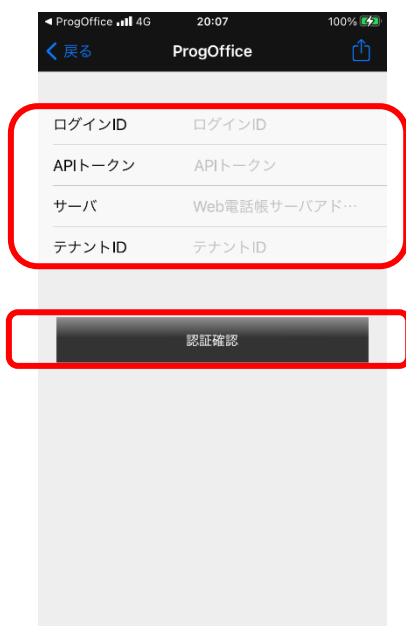 ◀ ProgOffice 4G 20:07 100%
戻る ProgOffice
ログインID ログインID
APIトークン APIトークン
サーバ Web電話帳サーバアド…
テナントID テナントID
認証確認